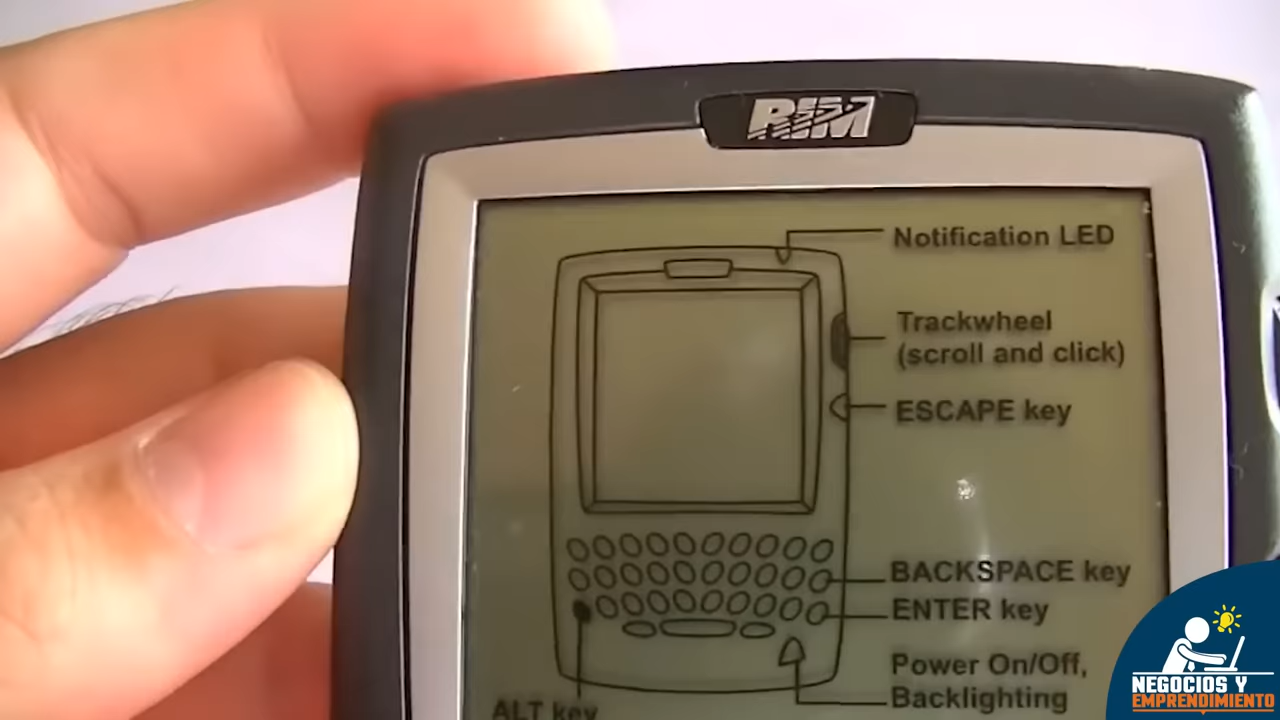 RIM
Notification LED
Trackwheel
(scroll and click)
ESCAPE key
BACKSPACE key
ENTER key
Power On/Off,
Backlighting
ALT key
NEGOCIOS Y
EMPRENDIMIENTO